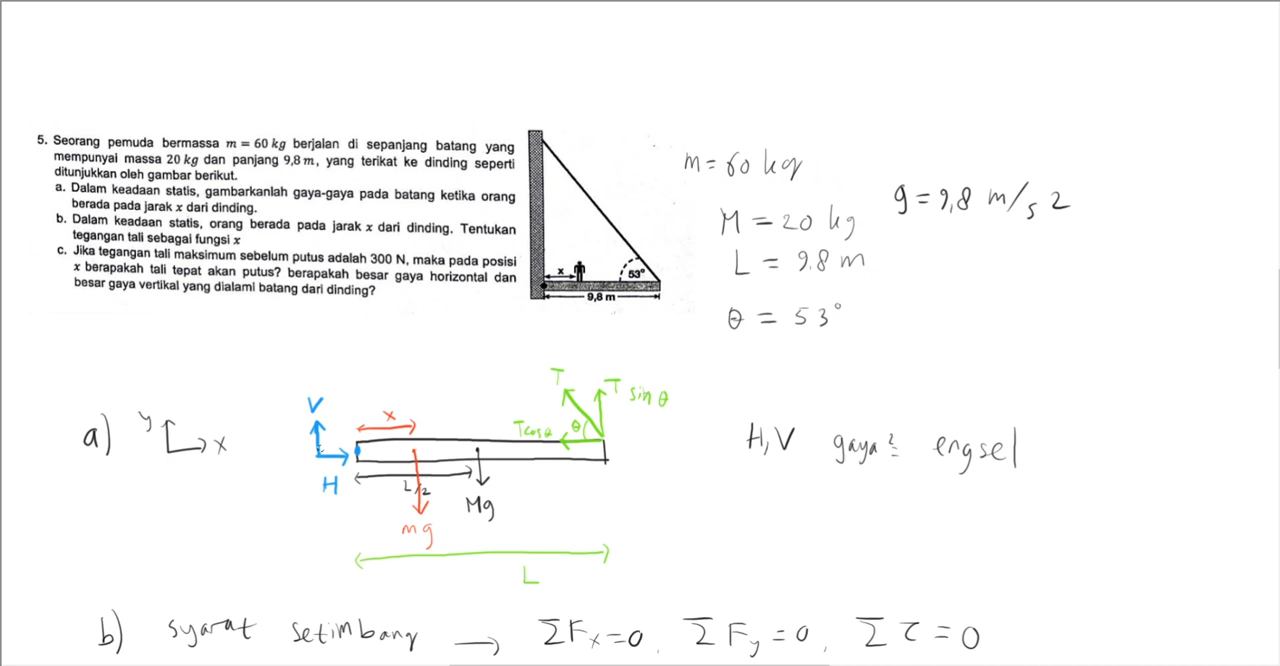 5. Seorang pemuda bermassa m = 60 kg berjalan di sepanjang batang yang
mempunyai massa 20 kg dan panjang 9,8 m, yang terikat ke dinding seperti
ditunjukkan oleh gambar berikut.
a. Dalam keadaan statis, gambarkanlah gaya-gaya pada batang ketika orang
berada pada jarak x dari dinding.
b. Dalam keadaan statis, orang berada pada jarak x dari dinding. Tentukan
tegangan tali sebagai fungsi x
c. Jika tegangan tali maksimum sebelum putus adalah 300 N, maka pada posisi
x berapakah tali tepat akan putus? berapakah besar gaya horizontal dan
besar gaya vertikal yang dialami batang dari dinding?
x
53°
9,8 m
m = 60 kg
M = 20 kg
L = 9.8 m
θ = 53°
g = 9,8 m/s2
a) y x
V
H
x
L/2
mg
Mg
T
T sin θ
T cos θ
θ
L
H, V gaya² engsel
b) syarat setimbang → ΣFx = 0, ΣFy = 0, Στ = 0